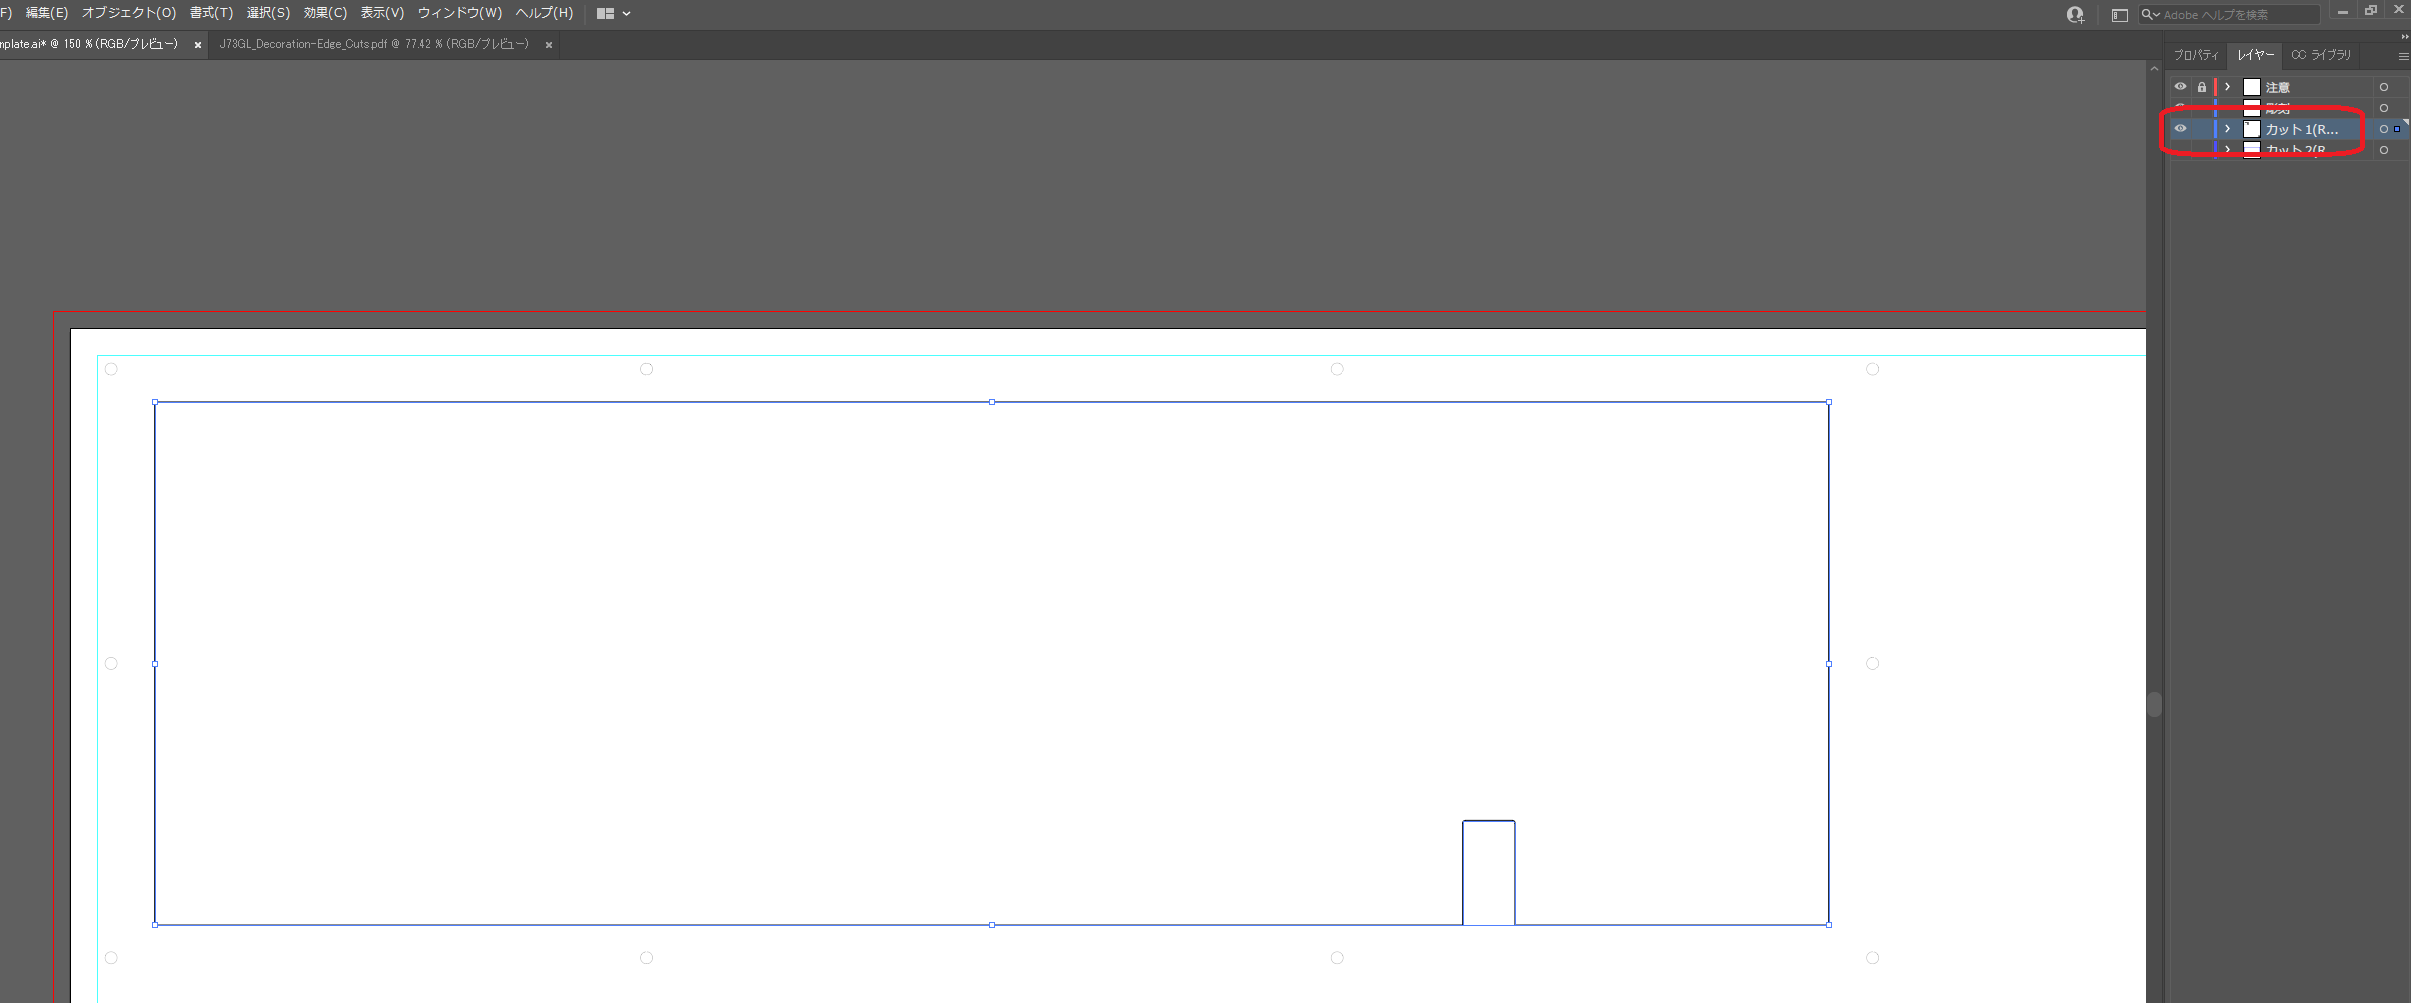 F) 編集(E) オブジェクト(O) 書式(T) 選択(S) 効果(C) 表示(V) ウィンドウ(W) ヘルプ(H)
Adobe ヘルプを検索
mplate.ai* @ 150 % (RGB/プレビュー) × J73GL_Decoration-Edge_Cuts.pdf @ 77.42 % (RGB/プレビュー) ×
プロパティ レイヤー CC ライブラリ
注意
彫刻
カット1(R...
カット2(R